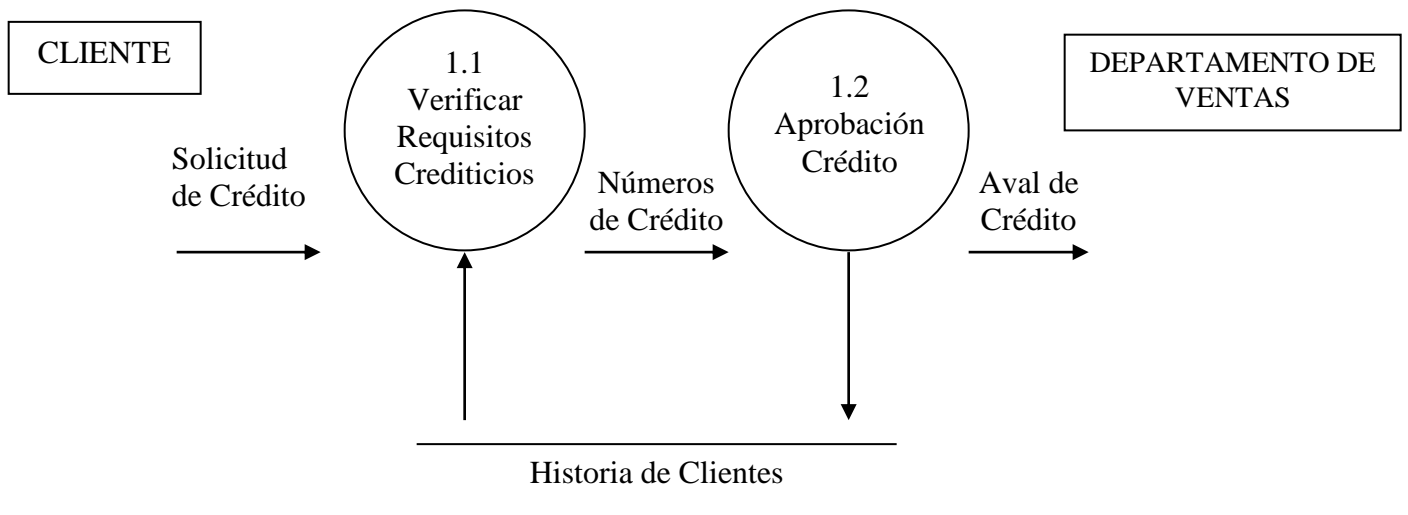 CLIENTE
1.1
Verificar
Requisitos
Crediticios
1.2
Aprobación
Crédito
DEPARTAMENTO DE
VENTAS
Solicitud
de Crédito
Números
de Crédito
Aval de
Crédito
Historia de Clientes